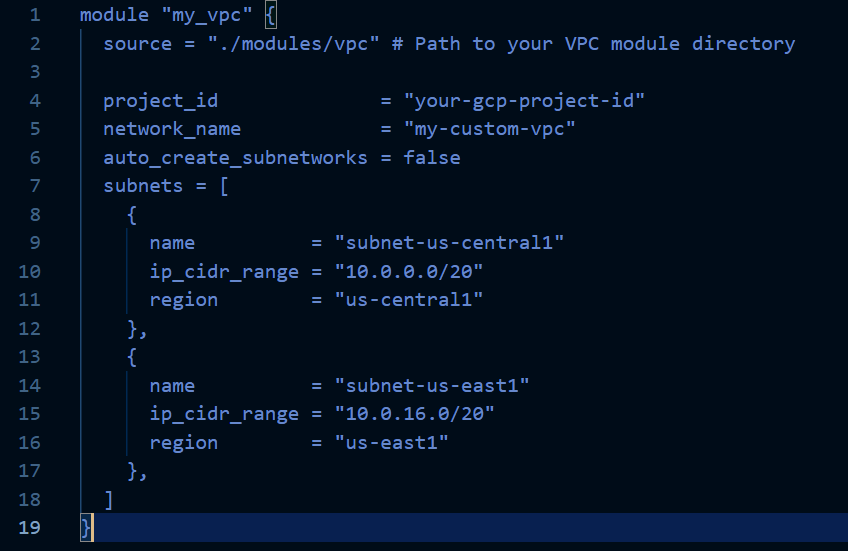 1 module "my_vpc" {
2   source = "./modules/vpc" # Path to your VPC module directory
3
4   project_id              = "your-gcp-project-id"
5   network_name            = "my-custom-vpc"
6   auto_create_subnetworks = false
7   subnets = [
8     {
9       name          = "subnet-us-central1"
10       ip_cidr_range = "10.0.0.0/20"
11       region        = "us-central1"
12     },
13     {
14       name          = "subnet-us-east1"
15       ip_cidr_range = "10.0.16.0/20"
16       region        = "us-east1"
17     },
18   ]
19 }